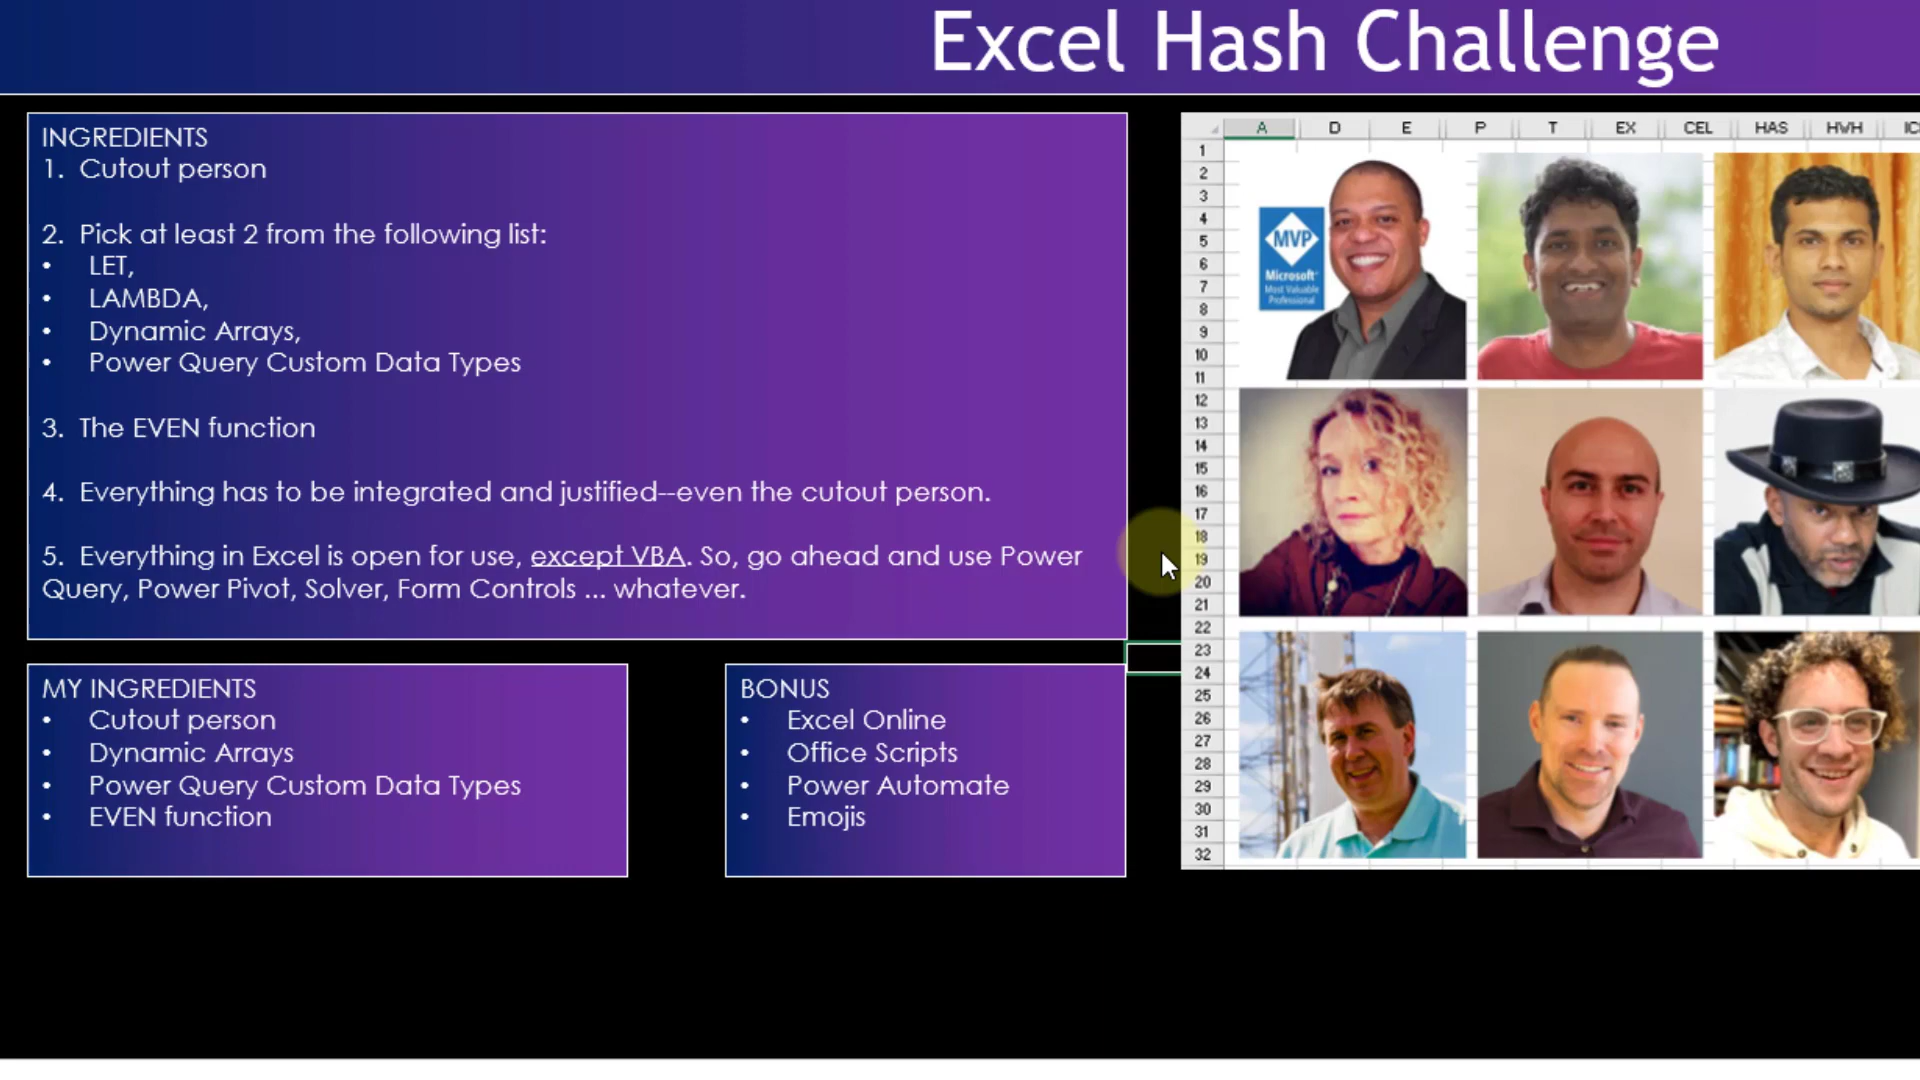 Excel Hash Challenge
INGREDIENTS
1. Cutout person
2. Pick at least 2 from the following list:
• LET,
• LAMBDA,
• Dynamic Arrays,
• Power Query Custom Data Types
3. The EVEN function
4. Everything has to be integrated and justified--even the cutout person.
5. Everything in Excel is open for use, except VBA. So, go ahead and use Power
Query, Power Pivot, Solver, Form Controls ... whatever.
MY INGREDIENTS
• Cutout person
• Dynamic Arrays
• Power Query Custom Data Types
• EVEN function
BONUS
• Excel Online
• Office Scripts
• Power Automate
• Emojis
A D E P T EX CEL HAS HVH
1
2
3
4
5
6
7
8
9
10
11
12
13
14
15
16
17
18
19
20
21
22
23
24
25
26
27
28
29
30
31
32
MVP
Microsoft
Most Valuable
Professional